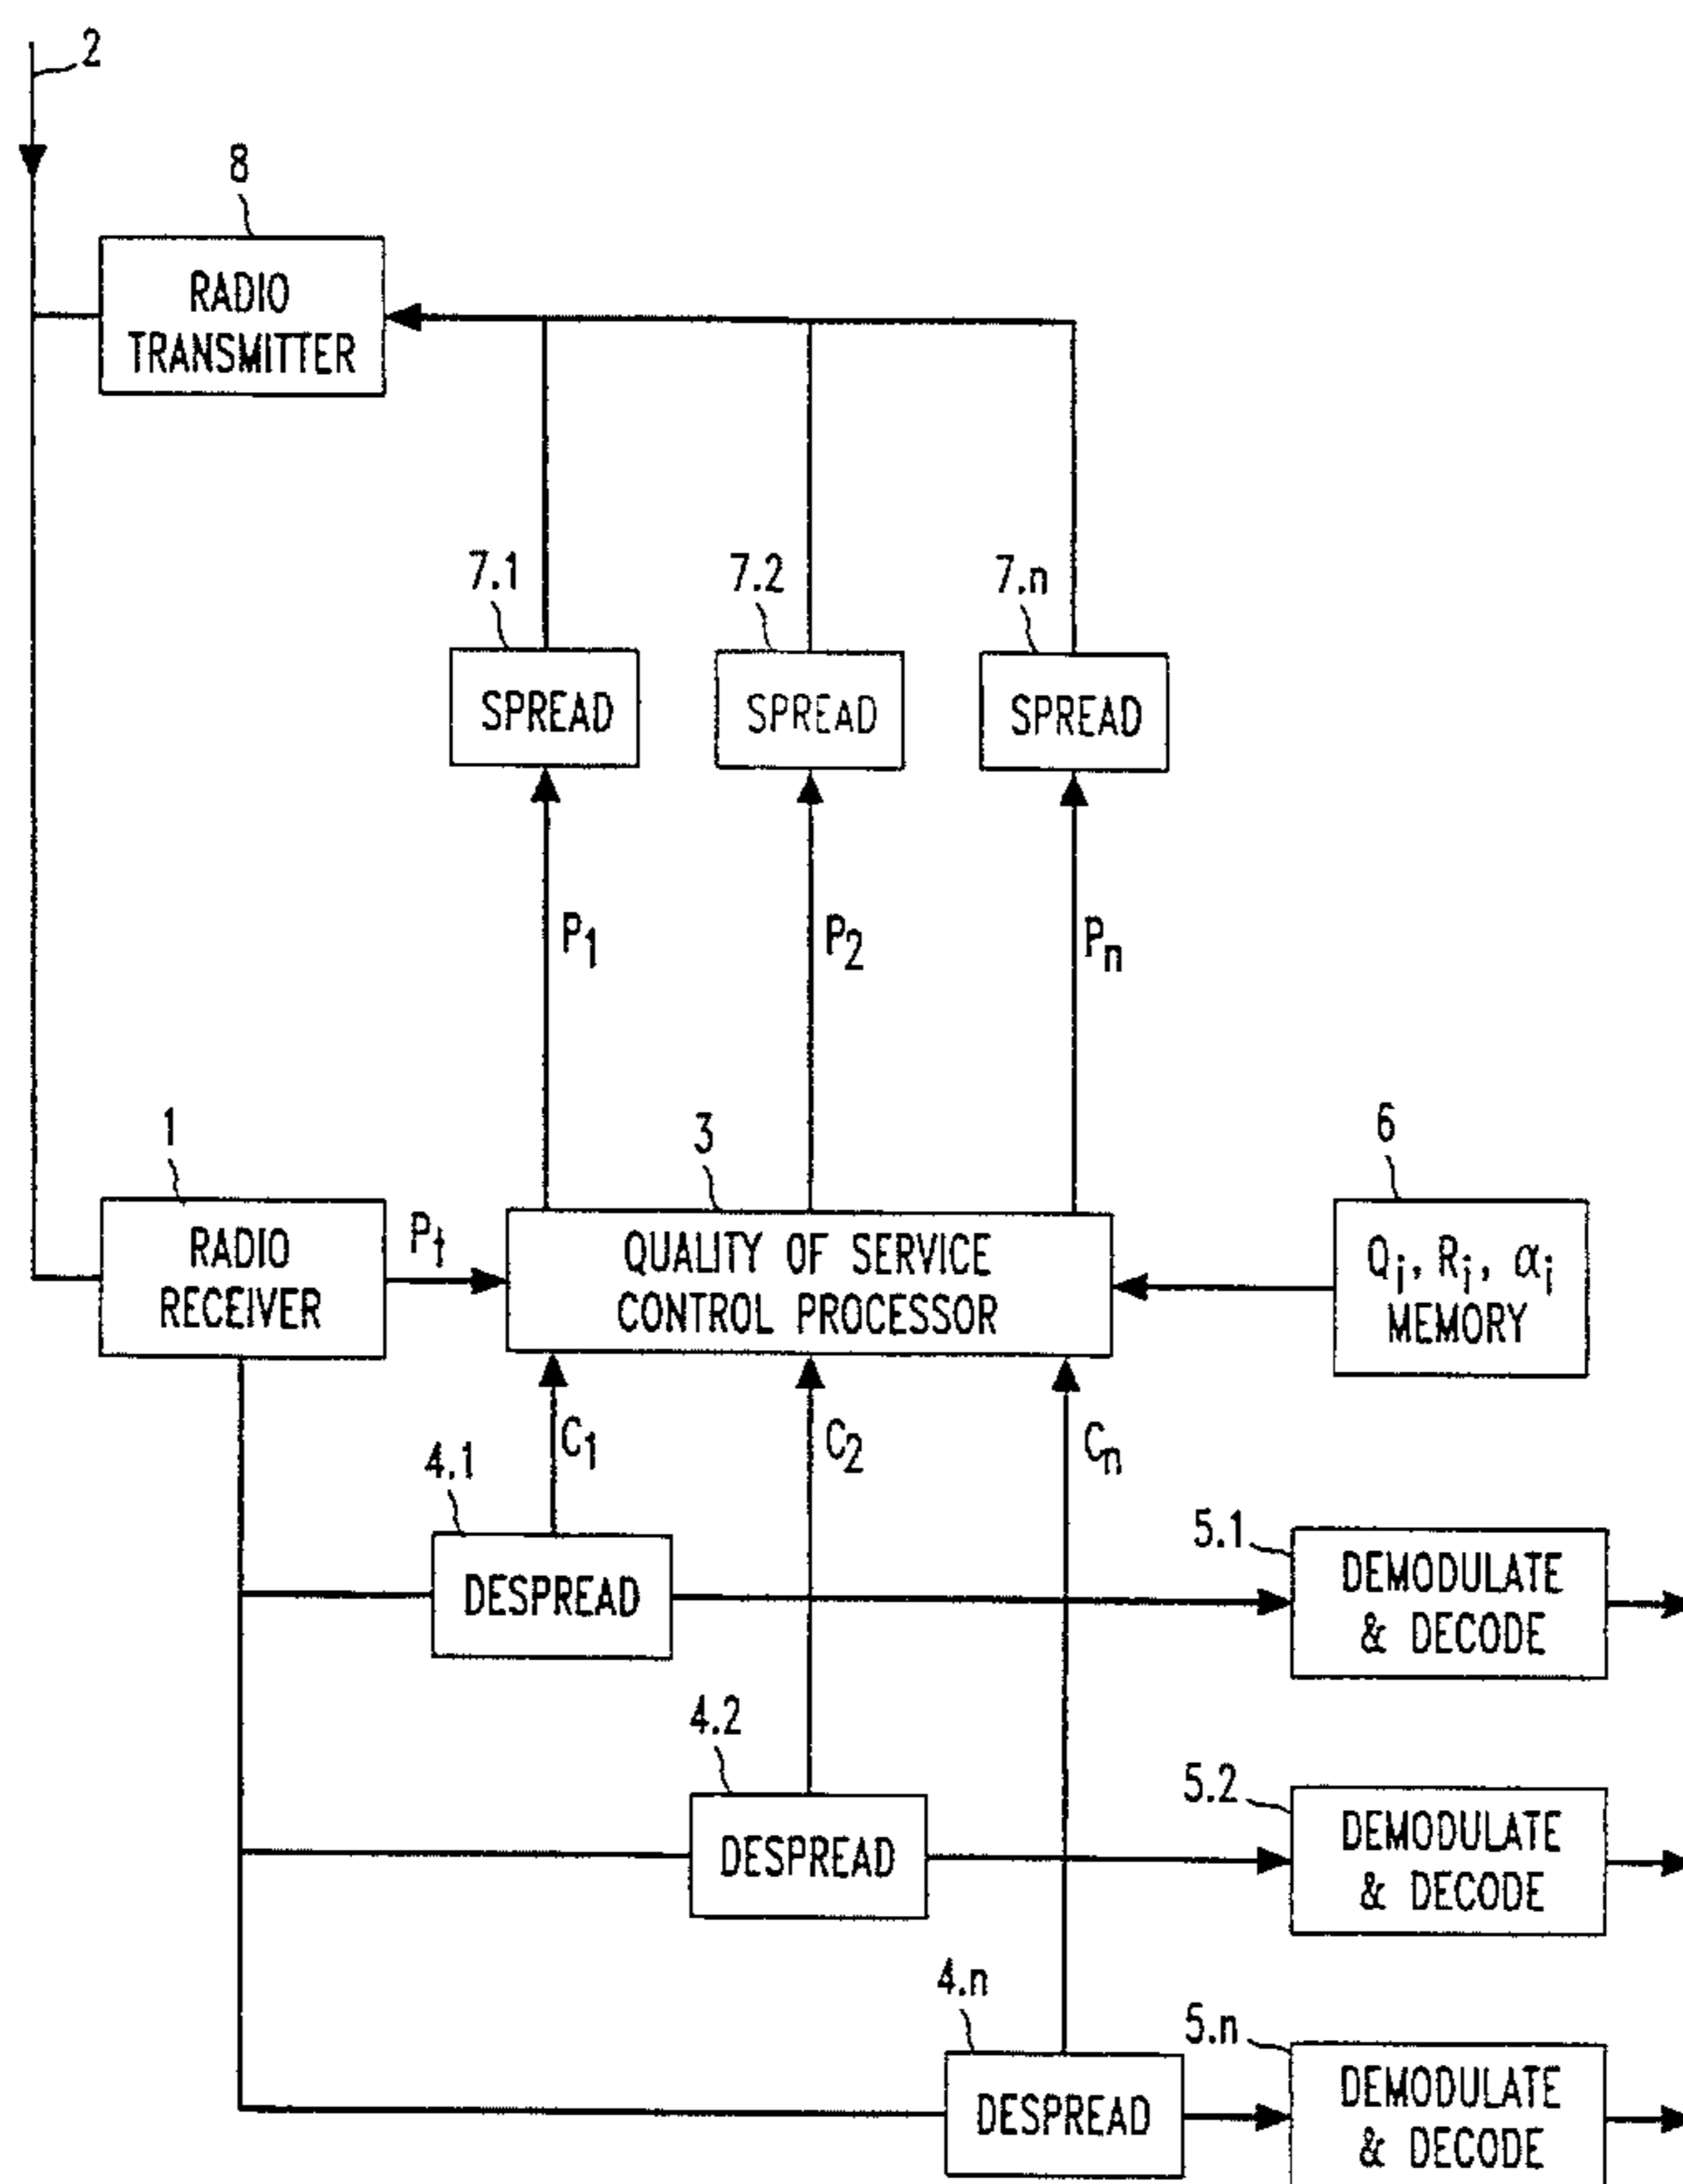 2
8
RADIO
TRANSMITTER
7.1
7.2
7.n
SPREAD
SPREAD
SPREAD
P1
P2
Pn
1
3
6
RADIO
RECEIVER
Pt
QUALITY OF SERVICE
CONTROL PROCESSOR
Qi, Ri, αi
MEMORY
C1
C2
Cn
4.1
DESPREAD
5.1
DEMODULATE
& DECODE
4.2
DESPREAD
5.2
DEMODULATE
& DECODE
4.n
DESPREAD
5.n
DEMODULATE
& DECODE